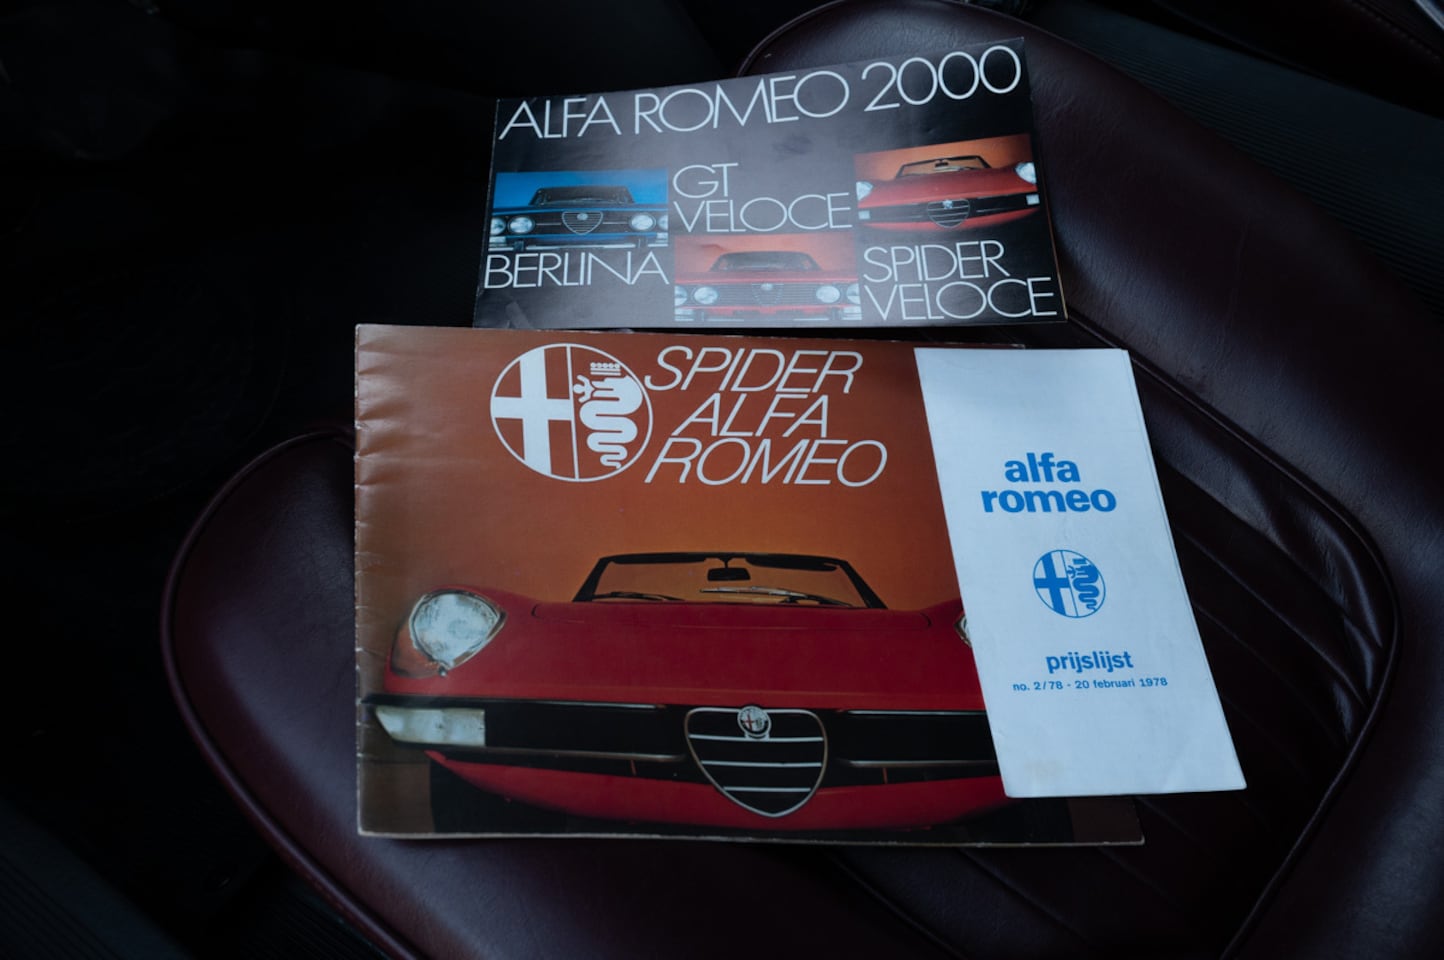 ALFA ROMEO 2000
GT
VELOCE
BERLINA
SPIDER
VELOCE
SPIDER
ALFA
ROMEO
alfa
romeo
prijslijst
no. 2/78 - 20 februari 1978